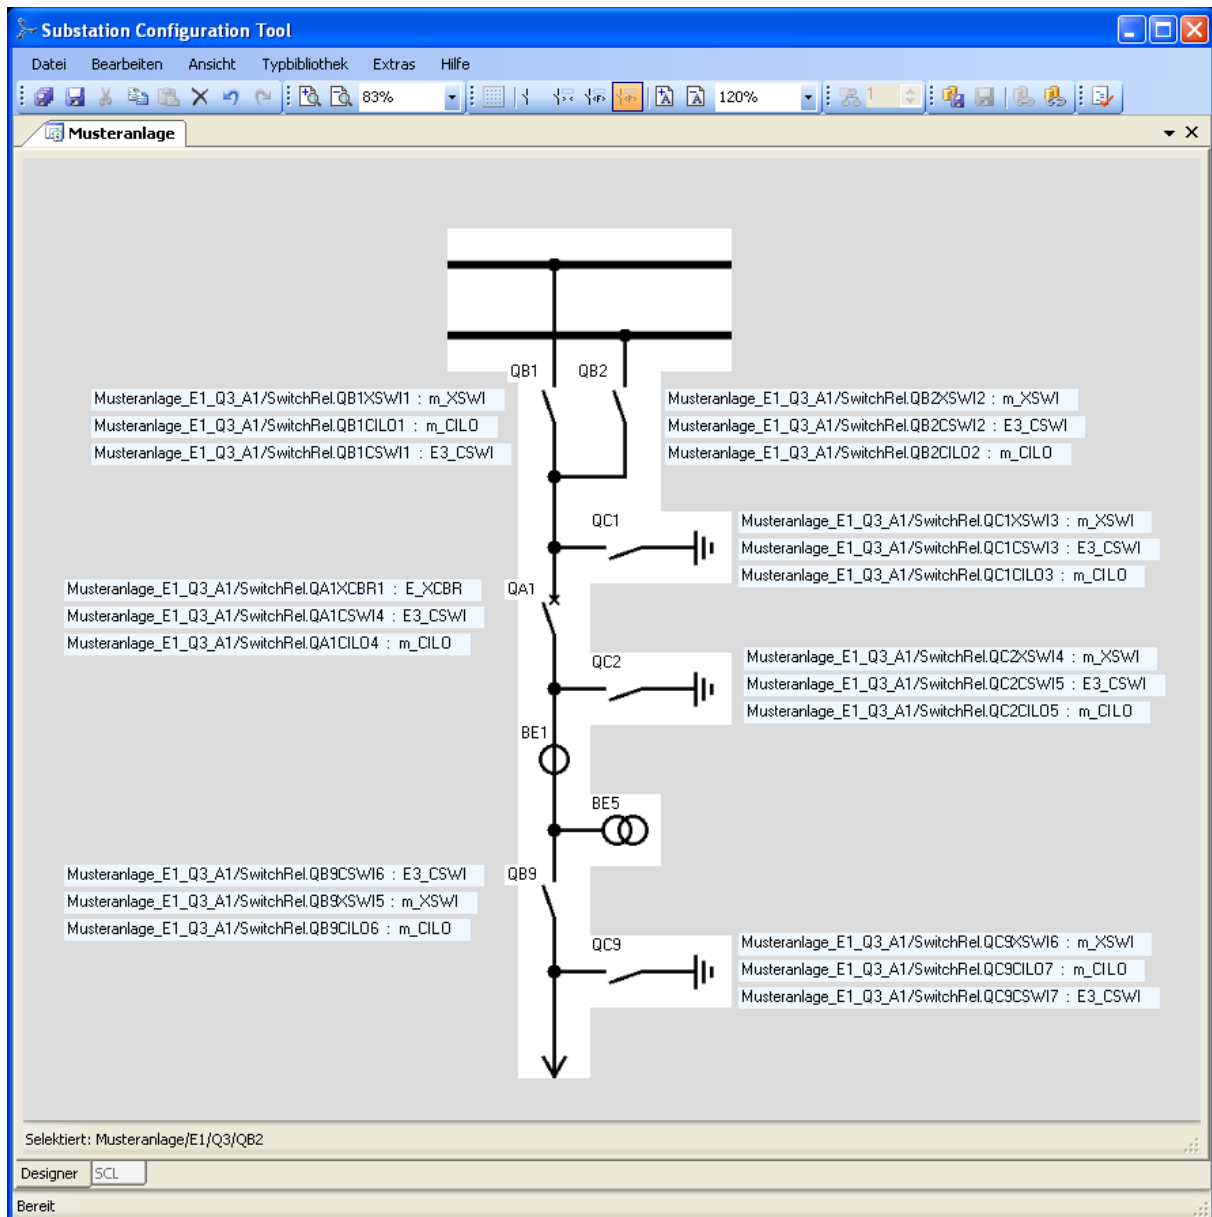 Substation Configuration Tool
Datei Bearbeiten Ansicht Typbibliothek Extras Hilfe
83% 120% 1
Musteranlage
QB1 QB2
Musteranlage_E1_Q3_A1/SwitchRel.QB1XSWI1 : m_XSWI
Musteranlage_E1_Q3_A1/SwitchRel.QB1CILO1 : m_CILO
Musteranlage_E1_Q3_A1/SwitchRel.QB1CSWI1 : E3_CSWI
Musteranlage_E1_Q3_A1/SwitchRel.QB2XSWI2 : m_XSWI
Musteranlage_E1_Q3_A1/SwitchRel.QB2CSWI2 : E3_CSWI
Musteranlage_E1_Q3_A1/SwitchRel.QB2CILO2 : m_CILO
QC1
Musteranlage_E1_Q3_A1/SwitchRel.QC1XSWI3 : m_XSWI
Musteranlage_E1_Q3_A1/SwitchRel.QC1CSWI3 : E3_CSWI
Musteranlage_E1_Q3_A1/SwitchRel.QC1CILO3 : m_CILO
QA1
Musteranlage_E1_Q3_A1/SwitchRel.QA1XCBR1 : E_XCBR
Musteranlage_E1_Q3_A1/SwitchRel.QA1CSWI4 : E3_CSWI
Musteranlage_E1_Q3_A1/SwitchRel.QA1CILO4 : m_CILO
QC2
Musteranlage_E1_Q3_A1/SwitchRel.QC2XSWI4 : m_XSWI
Musteranlage_E1_Q3_A1/SwitchRel.QC2CSWI5 : E3_CSWI
Musteranlage_E1_Q3_A1/SwitchRel.QC2CILO5 : m_CILO
BE1
BE5
QB9
Musteranlage_E1_Q3_A1/SwitchRel.QB9CSWI6 : E3_CSWI
Musteranlage_E1_Q3_A1/SwitchRel.QB9XSWI5 : m_XSWI
Musteranlage_E1_Q3_A1/SwitchRel.QB9CILO6 : m_CILO
QC9
Musteranlage_E1_Q3_A1/SwitchRel.QC9XSWI6 : m_XSWI
Musteranlage_E1_Q3_A1/SwitchRel.QC9CILO7 : m_CILO
Musteranlage_E1_Q3_A1/SwitchRel.QC9CSWI7 : E3_CSWI
Selektiert: Musteranlage/E1/Q3/QB2
Designer SCL
Bereit